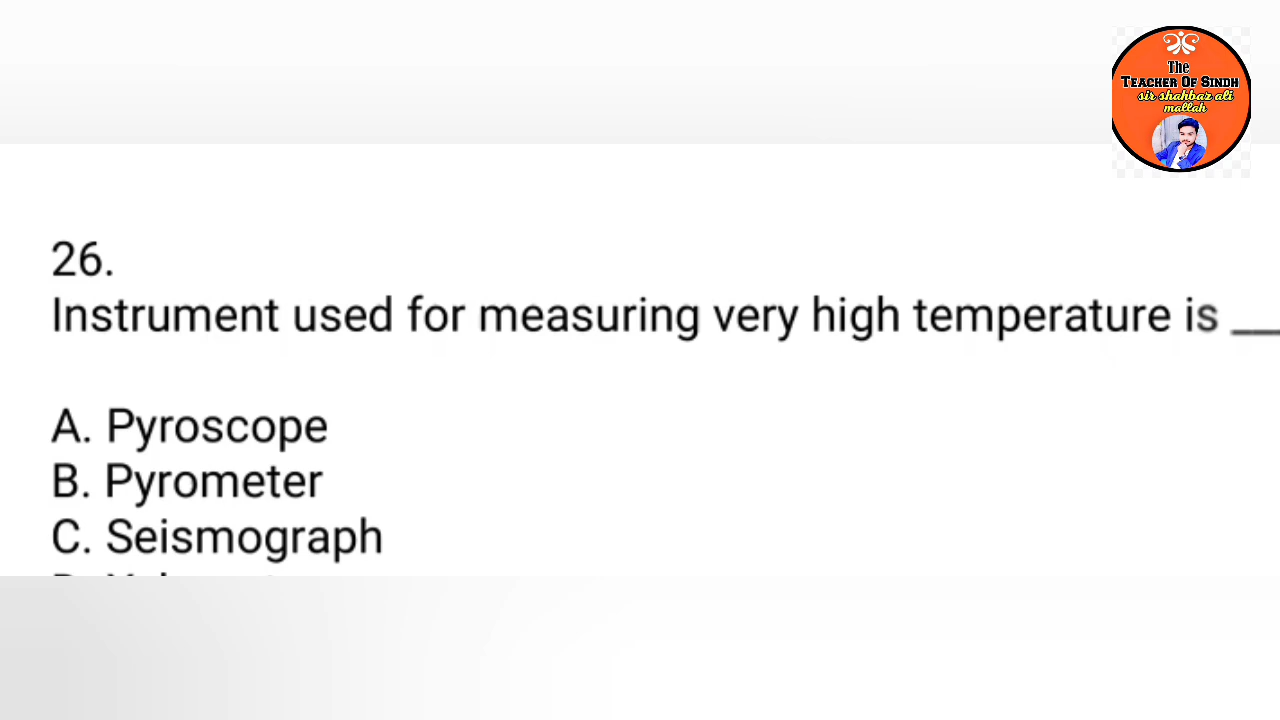 The
TEACHER OF SINDH
sir shahbaz ali
mallah
26.
Instrument used for measuring very high temperature is ___
A. Pyroscope
B. Pyrometer
C. Seismograph